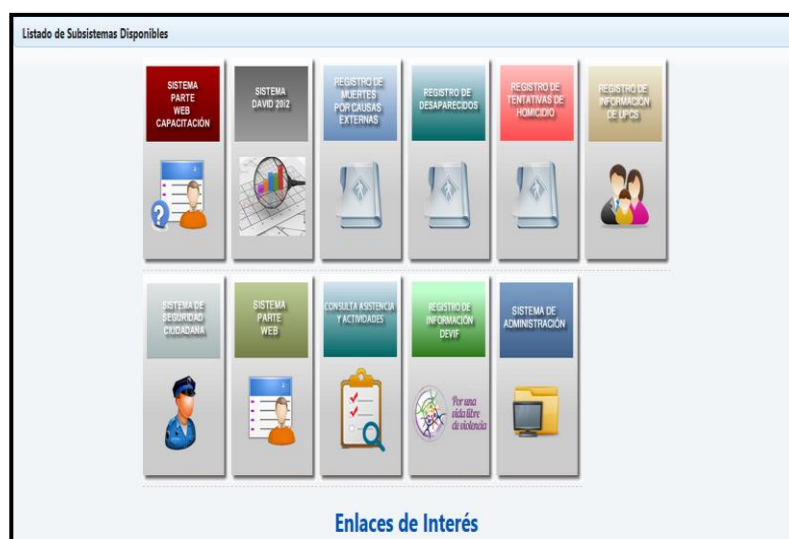 Listado de Subsistemas Disponibles
SISTEMA
PARTE
WEB
CAPACITACIÓN
SISTEMA
DAVID 20i2
REGISTRO DE
MUERTES
POR CAUSAS
EXTERNAS
REGISTRO DE
DESAPARECIDOS
REGISTRO DE
TENTATIVAS DE
HOMICIDIO
REGISTRO DE
INFORMACIÓN
DE UPCS
SISTEMA DE
SEGURIDAD
CIUDADANA
SISTEMA
PARTE
WEB
CONSULTA ASISTENCIA
Y ACTIVIDADES
REGISTRO DE
INFORMACIÓN
DEVIF
Por una
vida libre
de violencia
SISTEMA DE
ADMINISTRACIÓN
Enlaces de Interés